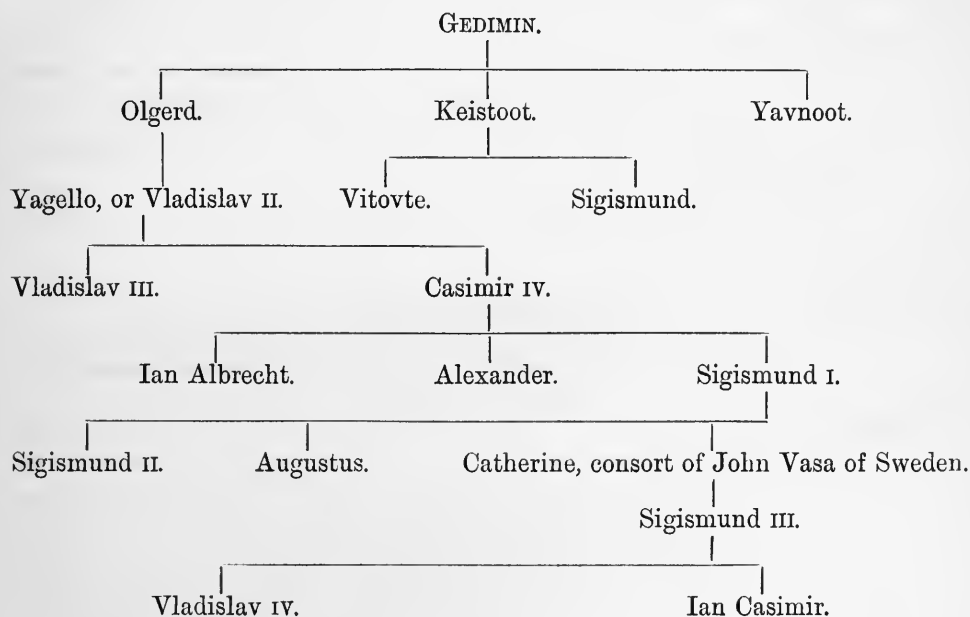 GEDIMIN.
Olgerd. Keistoot. Yavnoot.
Yagello, or Vladislav II. Vitovte. Sigismund.
Vladislav III. Casimir IV.
Ian Albrecht. Alexander. Sigismund I.
Sigismund II. Augustus. Catherine, consort of John Vasa of Sweden.
Sigismund III.
Vladislav IV. Ian Casimir.